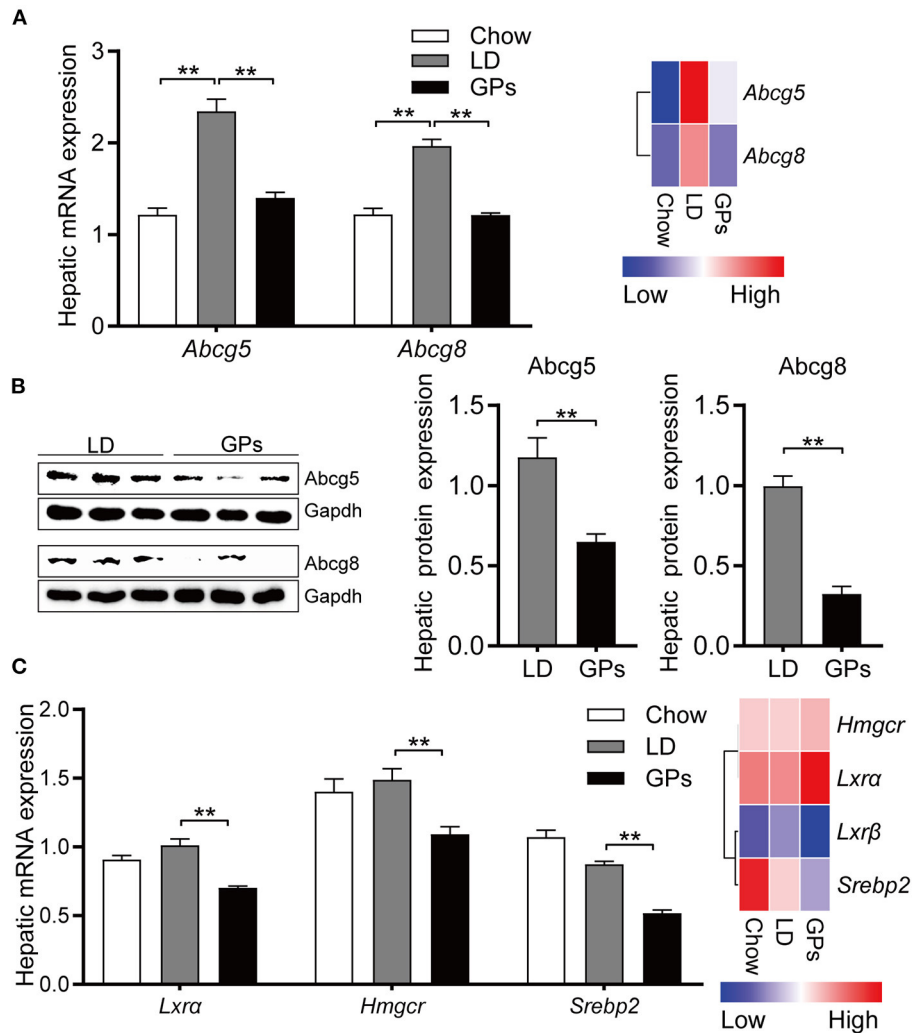 A
Hepatic mRNA expression
3
2
1
0
Chow
LD
GPs
** **
** **
Abcg5 Abcg8
Abcg5
Abcg8
Chow LD GPs
Low High
B
LD GPs
Abcg5
Gapdh
Abcg8
Gapdh
Abcg5
Hepatic protein expression
1.5
1.0
0.5
0.0
**
LD GPs
Abcg8
Hepatic protein expression
1.5
1.0
0.5
0.0
**
LD GPs
C
Hepatic mRNA expression
2.0
1.5
1.0
0.5
0.0
Chow
LD
GPs
** ** **
Lxrα Hmgcr Srebp2
Hmgcr
Lxrα
Lxrβ
Srebp2
Chow LD GPs
Low High